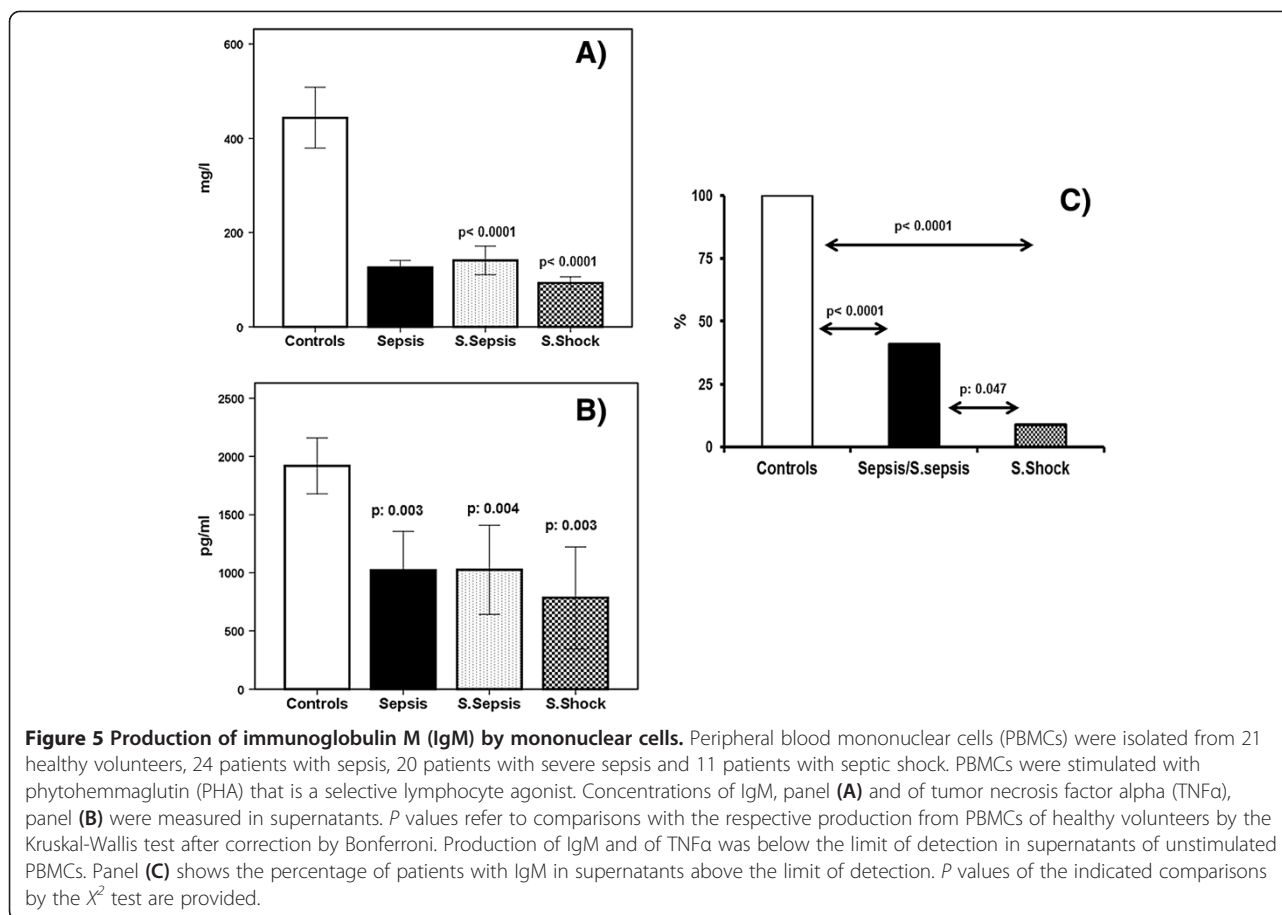 A)
600
400
200
0
mg/l
p< 0.0001
p< 0.0001
Controls Sepsis S.Sepsis S.Shock
B)
2500
2000
1500
1000
500
0
pg/ml
p: 0.003 p: 0.004 p: 0.003
Controls Sepsis S.Sepsis S.Shock
C)
100
75
50
25
0
%
p< 0.0001
p< 0.0001
p: 0.047
Controls Sepsis/S.sepsis S.Shock
Figure 5 Production of immunoglobulin M (IgM) by mononuclear cells. Peripheral blood mononuclear cells (PBMCs) were isolated from 21
healthy volunteers, 24 patients with sepsis, 20 patients with severe sepsis and 11 patients with septic shock. PBMCs were stimulated with
phytohemmaglutin (PHA) that is a selective lymphocyte agonist. Concentrations of IgM, panel (A) and of tumor necrosis factor alpha (TNFα),
panel (B) were measured in supernatants. P values refer to comparisons with the respective production from PBMCs of healthy volunteers by the
Kruskal-Wallis test after correction by Bonferroni. Production of IgM and of TNFα was below the limit of detection in supernatants of unstimulated
PBMCs. Panel (C) shows the percentage of patients with IgM in supernatants above the limit of detection. P values of the indicated comparisons
by the X² test are provided.